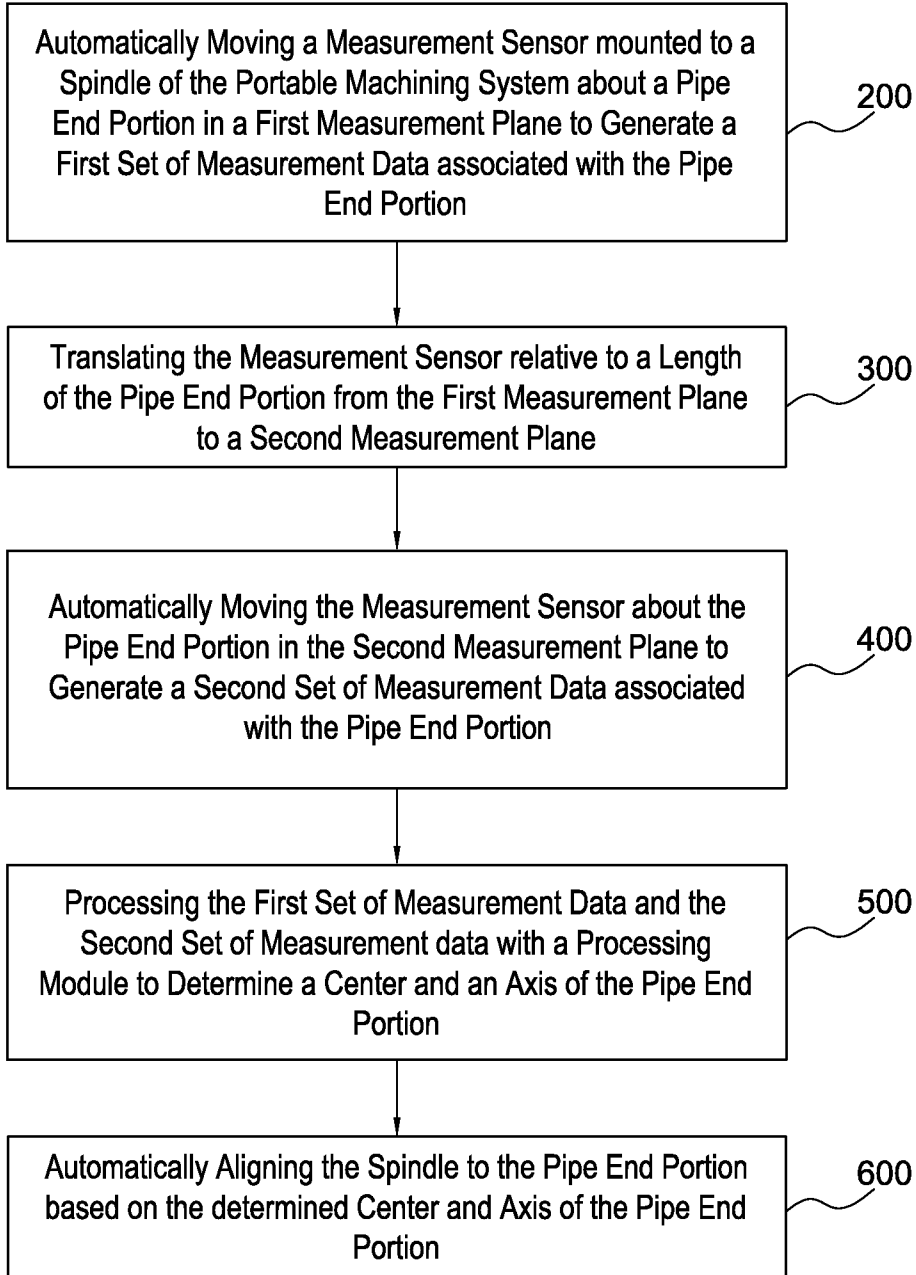 Automatically Moving a Measurement Sensor mounted to a
Spindle of the Portable Machining System about a Pipe
End Portion in a First Measurement Plane to Generate a
First Set of Measurement Data associated with the Pipe
End Portion
200
Translating the Measurement Sensor relative to a Length
of the Pipe End Portion from the First Measurement Plane
to a Second Measurement Plane
300
Automatically Moving the Measurement Sensor about the
Pipe End Portion in the Second Measurement Plane to
Generate a Second Set of Measurement Data associated
with the Pipe End Portion
400
Processing the First Set of Measurement Data and the
Second Set of Measurement data with a Processing
Module to Determine a Center and an Axis of the Pipe End
Portion
500
Automatically Aligning the Spindle to the Pipe End Portion
based on the determined Center and Axis of the Pipe End
Portion
600